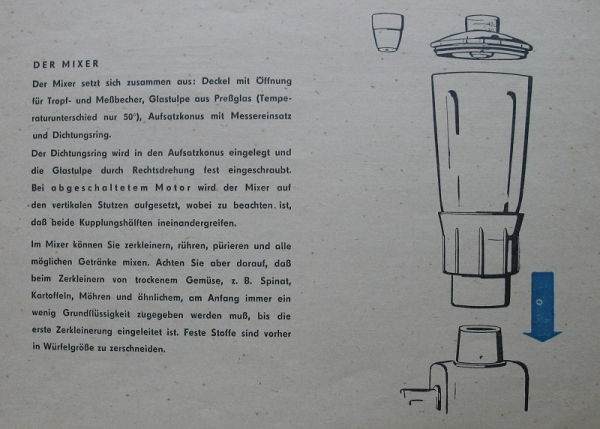 DER MIXER
Der Mixer setzt sich zusammen aus: Deckel mit Öffnung
für Tropf- und Meßbecher, Glastulpe aus Preßglas (Tempe-
raturunterschied nur 50°), Aufsatzkonus mit Messereinsatz
und Dichtungsring.
Der Dichtungsring wird in den Aufsatzkonus eingelegt und
die Glastulpe durch Rechtsdrehung fest eingeschraubt.
Bei abgeschaltetem Motor wird der Mixer auf
den vertikalen Stutzen aufgesetzt, wobei zu beachten ist,
daß beide Kupplungshälften ineinandergreifen.
Im Mixer können Sie zerkleinern, rühren, pürieren und alle
möglichen Getränke mixen. Achten Sie aber darauf, daß
beim Zerkleinern von trockenem Gemüse, z. B. Spinat,
Kartoffeln, Möhren und ähnlichem, am Anfang immer ein
wenig Grundflüssigkeit zugegeben werden muß, bis die
erste Zerkleinerung eingeleitet ist. Feste Stoffe sind vorher
in Würfelgröße zu zerschneiden.